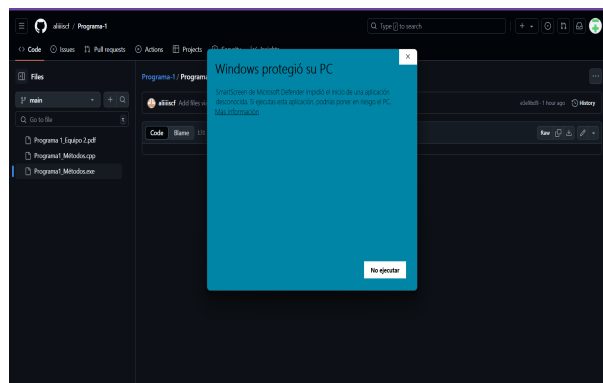 aliiiscf / Programa-1
Type / to search
Code Issues Pull requests Actions Projects
Files
main
Go to file
t
Programa 1_Equipo 2.pdf
Programa1_Métodos.cpp
Programa1_Métodos.exe
Programa-1 / Programa
aliiiscf Add files via
1 hour ago History
Code Blame
Raw
Windows protegió su PC
SmartScreen de Microsoft Defender impidió el inicio de una aplicación
desconocida. Si ejecutas esta aplicación, podrías poner en riesgo el PC.
Más información
No ejecutar